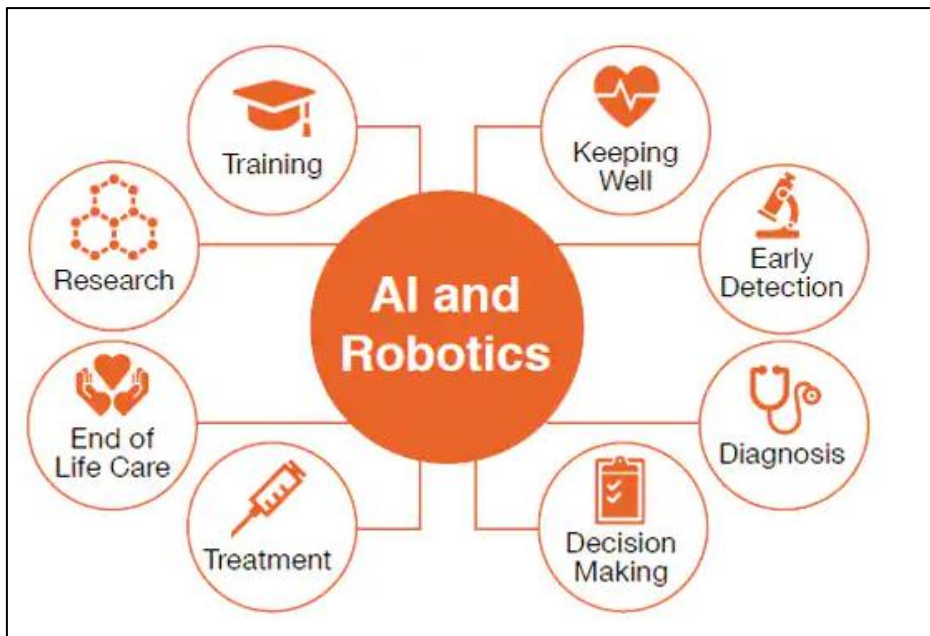 AI and
Robotics
Keeping
Well
Early
Detection
Diagnosis
Decision
Making
Treatment
End of
Life Care
Research
Training